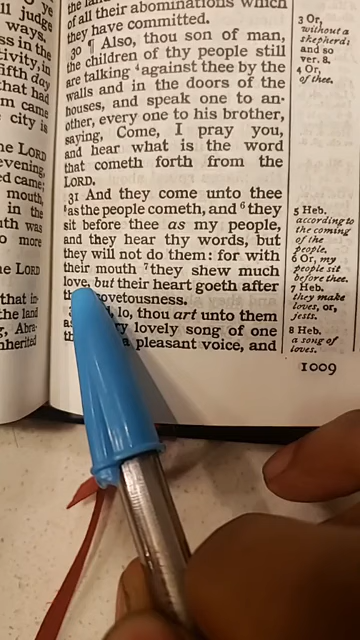 ye
ll judge
ways,
ss in the
tivity, in
fifth day
that had
m came
city is
he LORD
evening,
ed came;
mouth,
in the
uth was
o more
he LORD
that in-
the land
g, Abra-
nherited
of all their abominations which
they have committed.
30 ¶ Also, thou son of man,
the children of thy people still
are talking 4against thee by the
walls and in the doors of the
houses, and speak one to an-
other, every one to his brother,
saying, Come, I pray you,
and hear what is the word
that cometh forth from the
LORD.
31 And they come unto thee
5as the people cometh, and 6they
sit before thee as my people,
and they hear thy words, but
they will not do them: for with
their mouth 7they shew much
love, but their heart goeth after
covetousness.
lo, thou art unto them
lovely song of one
pleasant voice, and
3 Or,
without a
shepherd:
and so
ver. 8.
4 Or,
of thee.
5 Heb.
according to
the coming
of the
people.
6 Or, my
people sit
before thee.
7 Heb.
they make
loves, or,
jests.
8 Heb.
a song of
loves.
1009